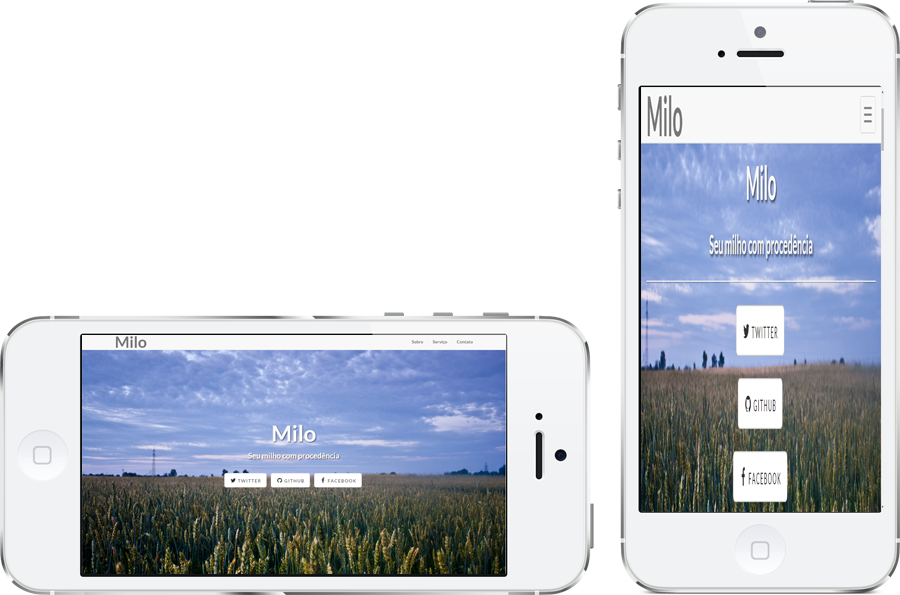 Milo
Sobre Serviço Contato
Milo
Seu milho com procedência
TWITTER GITHUB FACEBOOK
Milo
Milo
Seu milho com procedência
TWITTER
GITHUB
FACEBOOK